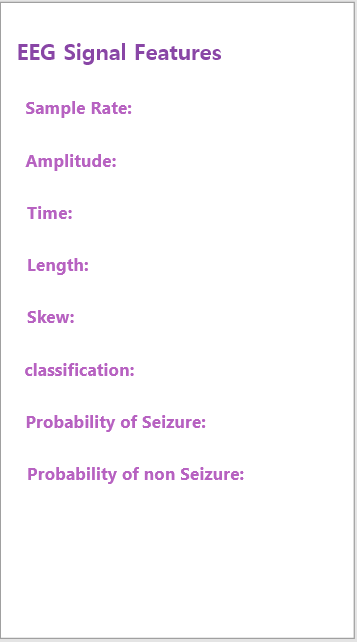 EEG Signal Features
Sample Rate:
Amplitude:
Time:
Length:
Skew:
classification:
Probability of Seizure:
Probability of non Seizure: